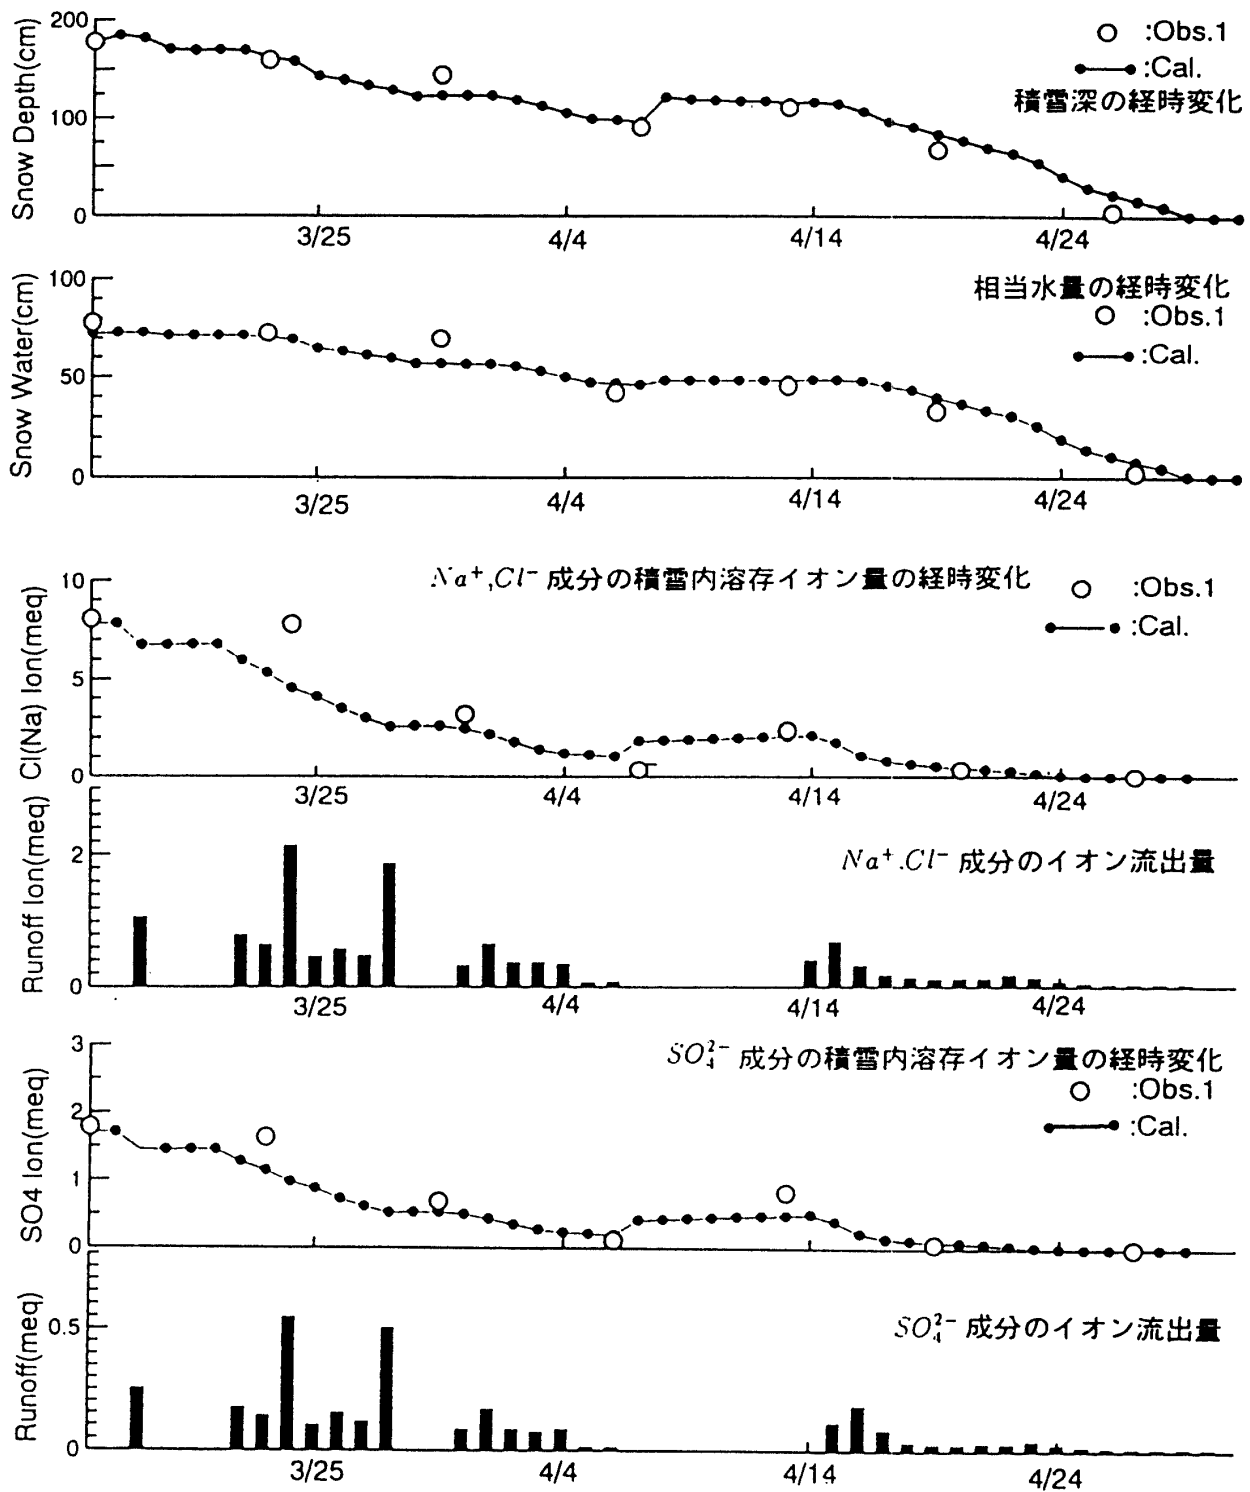 Snow Depth(cm)
200
100
0
○ :Obs.1
:Cal.
積雪深の経時変化
3/25 4/4 4/14 4/24
Snow Water(cm)
100
50
0
相当水量の経時変化
○ :Obs.1
:Cal.
3/25 4/4 4/14 4/24
Cl(Na) Ion(meq)
10
5
0
Na⁺,Cl⁻ 成分の積雪内溶存イオン量の経時変化
○ :Obs.1
:Cal.
3/25 4/4 4/14 4/24
Runoff Ion(meq)
2
0
Na⁺.Cl⁻ 成分のイオン流出量
3/25 4/4 4/14 4/24
SO4 Ion(meq)
3
2
1
0
SO₄²⁻ 成分の積雪内溶存イオン量の経時変化
○ :Obs.1
:Cal.
3/25 4/4 4/14 4/24
Runoff(meq)
0.5
0
SO₄²⁻ 成分のイオン流出量
3/25 4/4 4/14 4/24